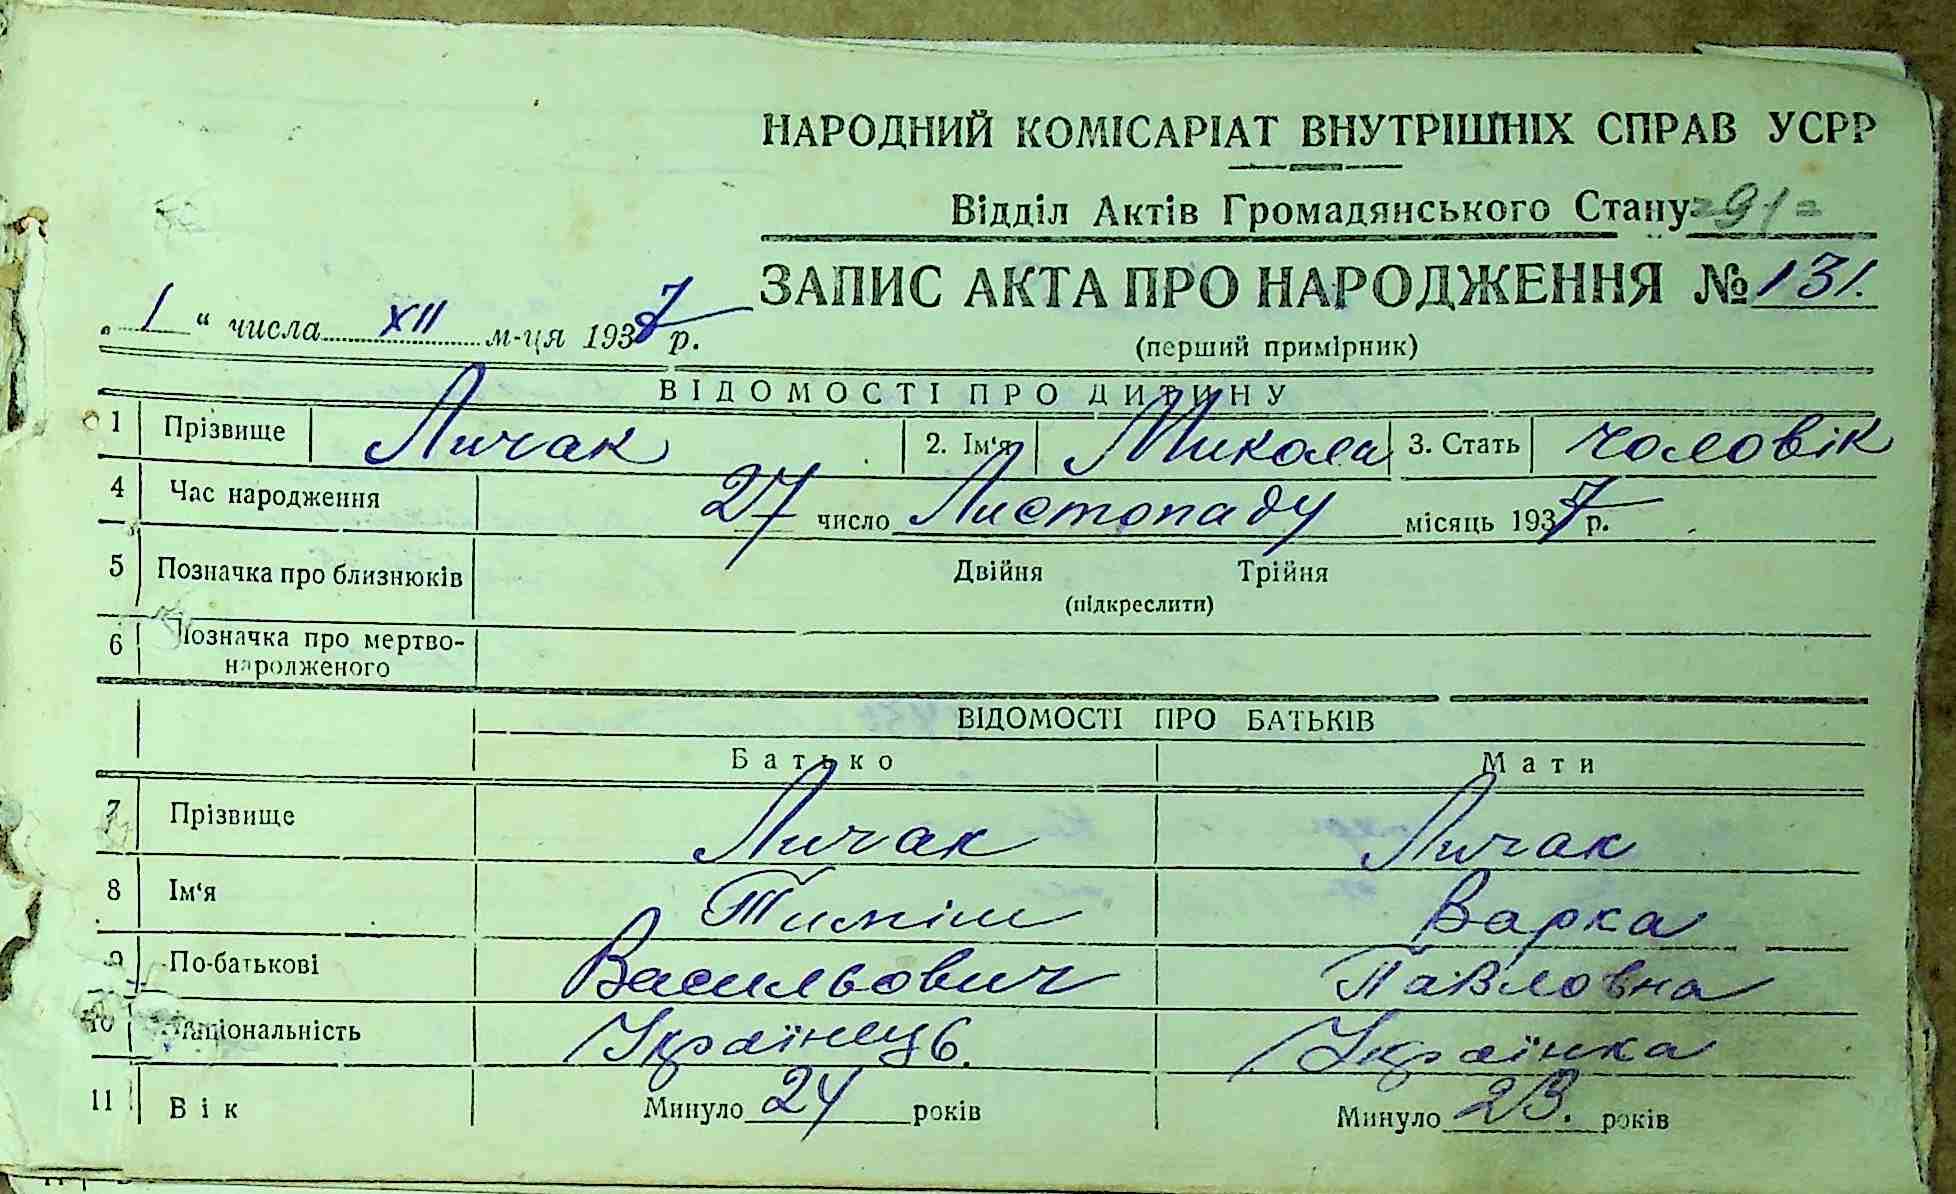 НАРОДНИЙ КОМІСАРІАТ ВНУТРІШНІХ СПРАВ УСРР
Відділ Актів Громадянського Стану 91
ЗАПИС АКТА ПРО НАРОДЖЕННЯ № 131.
„ 1 “ числа XII м-ця 1937 р.
(перший примірник)
ВІДОМОСТІ ПРО ДИТИНУ
1 Прізвище Личак 2. Ім‘я Микола 3. Стать чоловік
4 Час народження 27 число Листопаду місяць 1937 р.
5 Позначка про близнюків Двійня Трійня
(підкреслити)
6 Позначка про мертво-
народженого
ВІДОМОСТІ ПРО БАТЬКІВ
Батько Мати
7 Прізвище Личак Личак
8 Ім‘я Тиміш Варка
9 По-батькові Васильович Павловна
10 Національність Українець. Українка
11 Вік Минуло 24 років Минуло 23. років